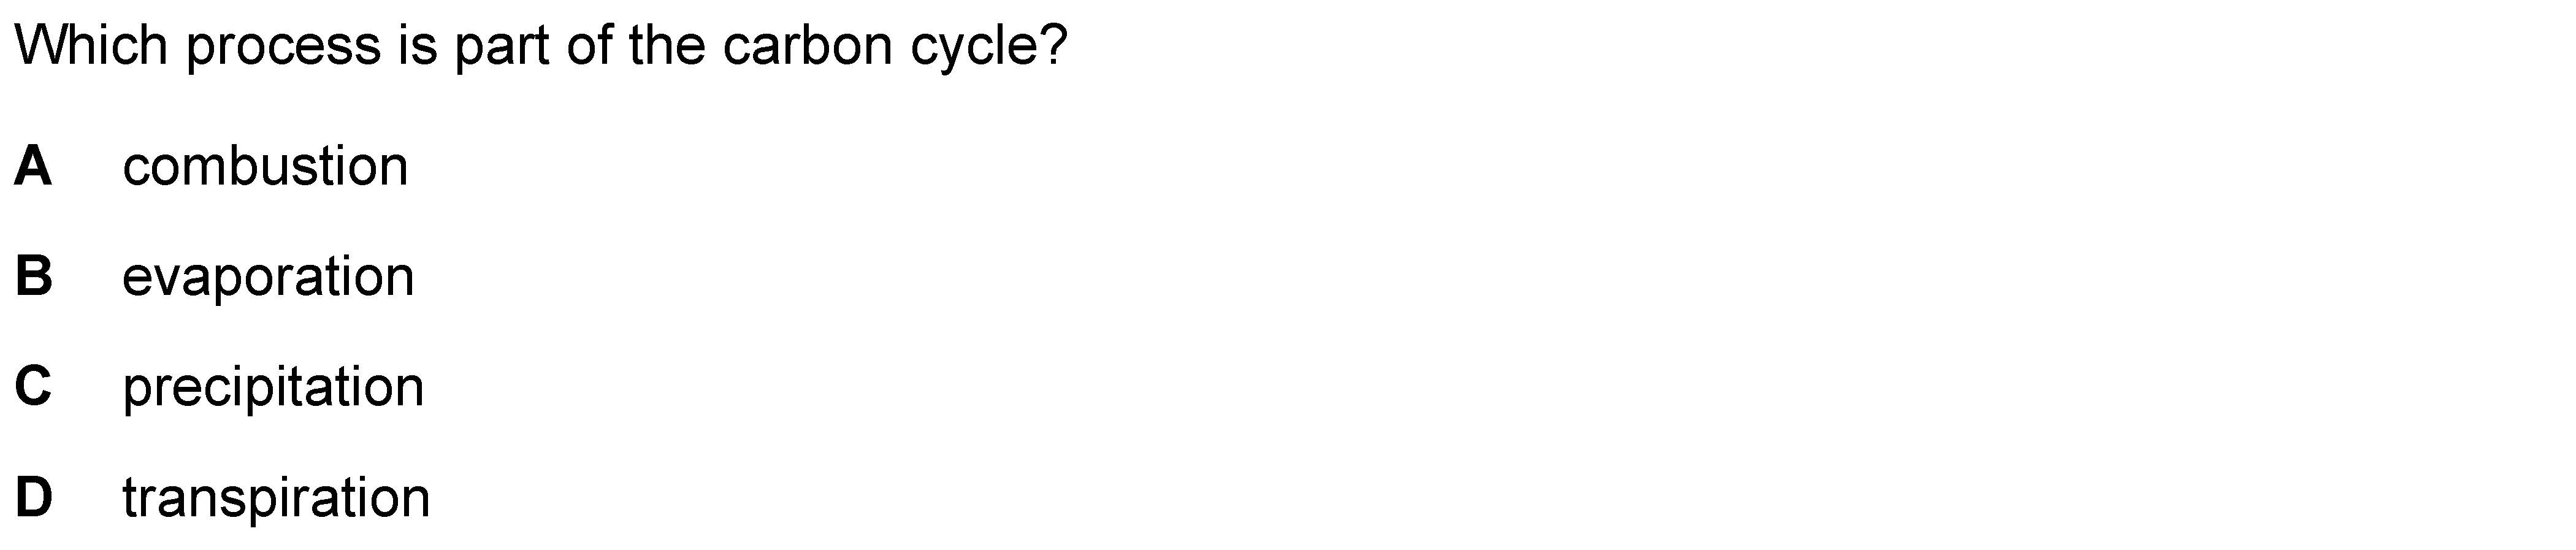 Which process is part of the carbon cycle?
A combustion
B evaporation
C precipitation
D transpiration